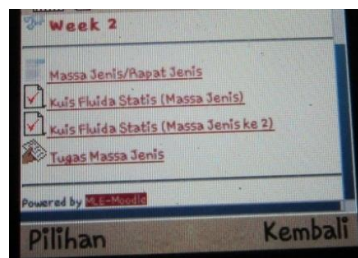 Week 2
Massa Jenis/Rapat Jenis
Kuis Fluida Statis (Massa Jenis)
Kuis Fluida Statis (Massa Jenis ke 2)
Tugas Massa Jenis
Powered by MLE-Moodle
Pilihan Kembali